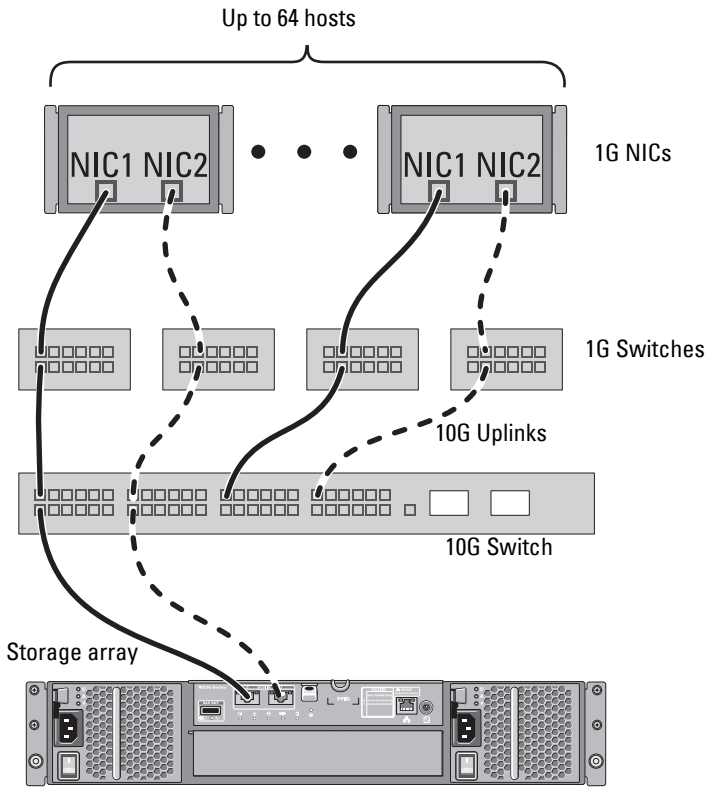 Up to 64 hosts
NIC1 NIC2
NIC1 NIC2
1G NICs
1G Switches
10G Uplinks
10G Switch
Storage array